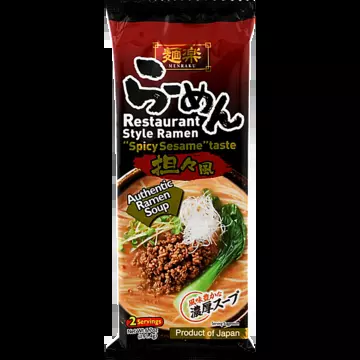 麺楽
MENRAKU
らーめん
Restaurant
Style Ramen
"Spicy Sesame" taste
担々風
Authentic
Ramen
Soup
風味豊かな
濃厚スープ
2 Servings
Product of Japan